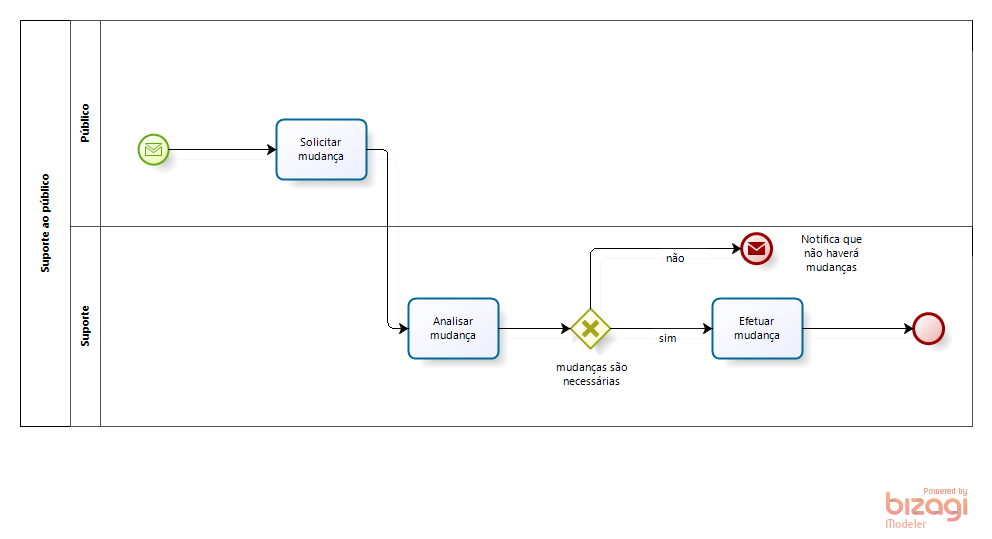 Suporte ao público
Público
Solicitar
mudança
Suporte
Analisar
mudança
mudanças são
necessárias
não
Notifica que
não haverá
mudanças
sim
Efetuar
mudança
Powered by
bizagi
Modeler